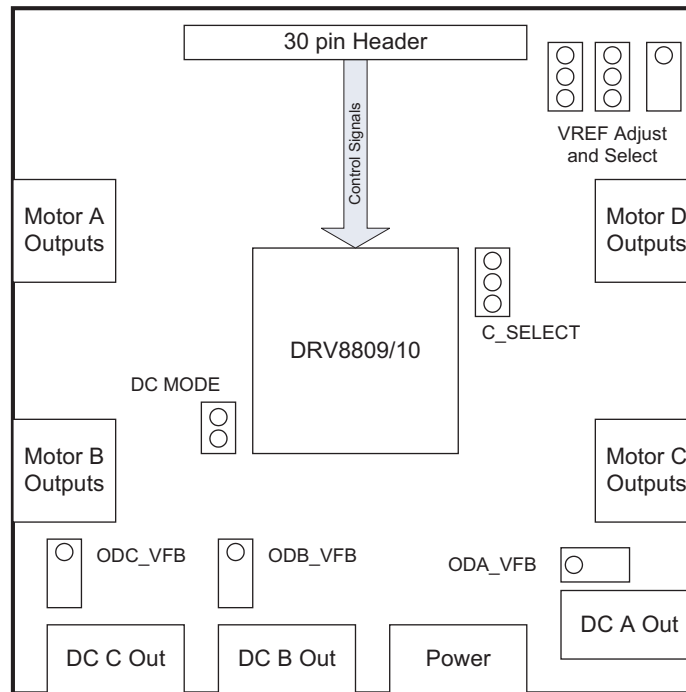 30 pin Header
Control Signals
VREF Adjust
and Select
Motor A
Outputs
Motor D
Outputs
C_SELECT
DRV8809/10
DC MODE
Motor B
Outputs
Motor C
Outputs
ODC_VFB
ODB_VFB
ODA_VFB
DC A Out
DC C Out
DC B Out
Power